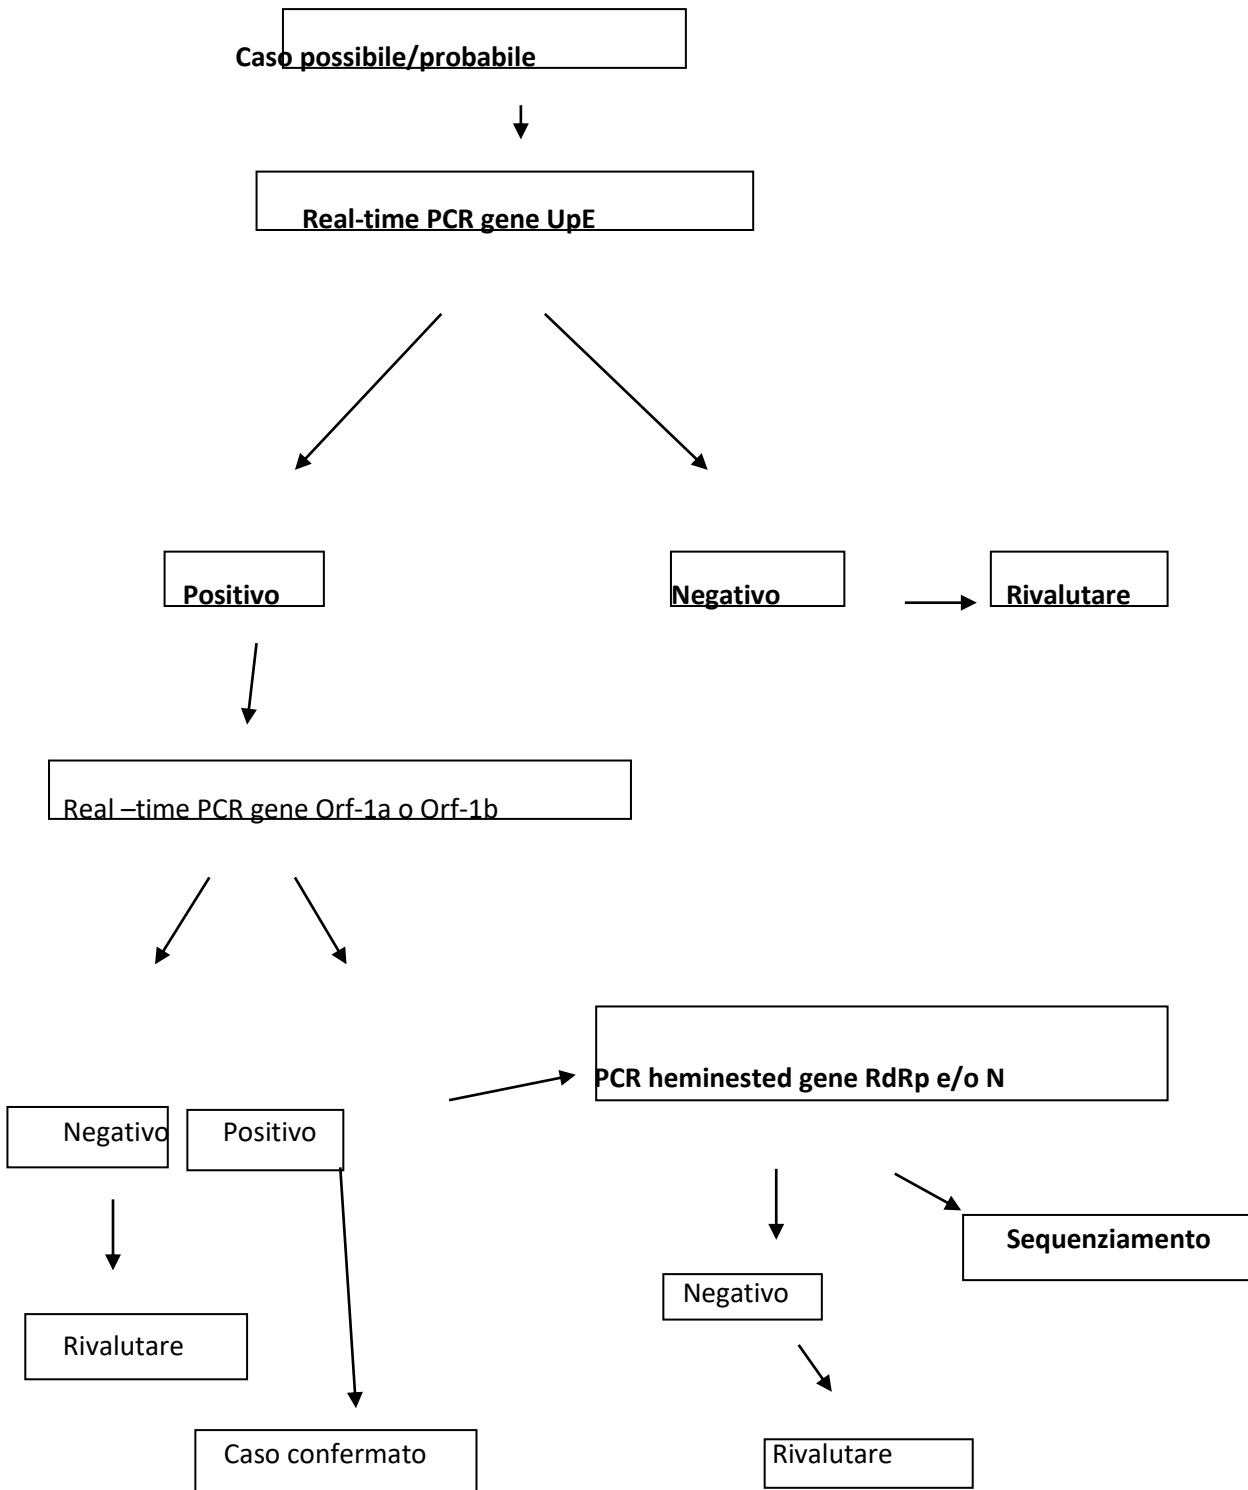 Caso possibile/probabile
Real-time PCR gene UpE
Positivo
Negativo
Rivalutare
Real –time PCR gene Orf-1a o Orf-1b
PCR heminested gene RdRp e/o N
Negativo
Positivo
Sequenziamento
Negativo
Rivalutare
Caso confermato
Rivalutare